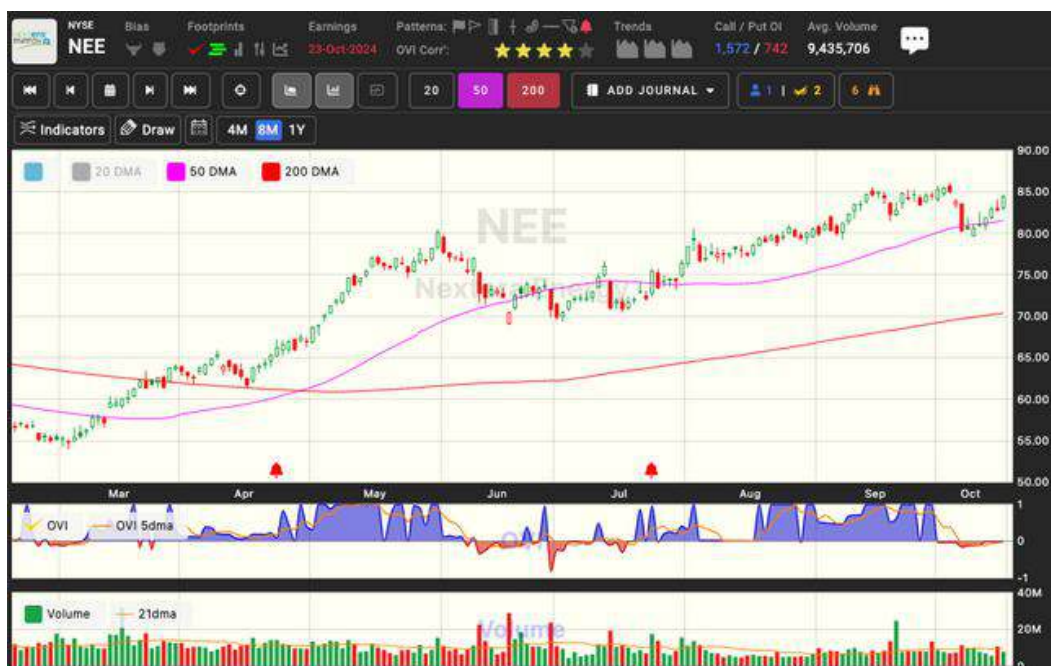 NYSE
NEE
Bias
Footprints
Earnings
23-Oct-2024
Patterns:
OVI Corr':
Trends
Call / Put OI
1,572 / 742
Avg. Volume
9,435,706
20
50
200
ADD JOURNAL
1 | 2
6
Indicators
Draw
4M
8M
1Y
20 DMA
50 DMA
200 DMA
NEE
90.00
85.00
80.00
75.00
70.00
65.00
60.00
55.00
50.00
Mar
Apr
May
Jun
Jul
Aug
Sep
Oct
OVI
OVI 5dma
OVI
1
0
-1
Volume
21dma
Volume
40M
20M
0